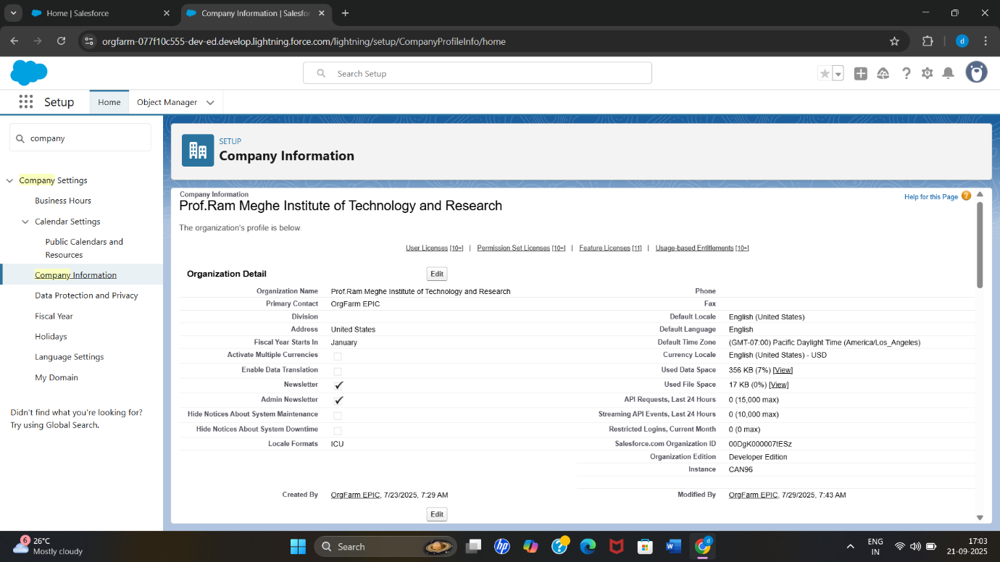 Home | Salesforce
Company Information | Salesfor
orgfarm-077f10c555-dev-ed.develop.lightning.force.com/lightning/setup/CompanyProfileInfo/home
d
Search Setup
Setup
Home
Object Manager
company
Company Settings
Business Hours
Calendar Settings
Public Calendars and
Resources
Company Information
Data Protection and Privacy
Fiscal Year
Holidays
Language Settings
My Domain
Didn't find what you're looking for?
Try using Global Search.
SETUP
Company Information
Company Information
Prof.Ram Meghe Institute of Technology and Research
Help for this Page ?
The organization's profile is below.
User Licenses [10+] | Permission Set Licenses [10+] | Feature Licenses [11] | Usage-based Entitlements [10+]
Organization Detail
Edit
Organization Name Prof.Ram Meghe Institute of Technology and Research
Phone
Primary Contact OrgFarm EPIC
Fax
Division
Default Locale English (United States)
Address United States
Default Language English
Fiscal Year Starts In January
Default Time Zone (GMT-07:00) Pacific Daylight Time (America/Los_Angeles)
Activate Multiple Currencies
Currency Locale English (United States) - USD
Enable Data Translation
Used Data Space 356 KB (7%) [View]
Newsletter
Used File Space 17 KB (0%) [View]
Admin Newsletter
API Requests, Last 24 Hours 0 (15,000 max)
Hide Notices About System Maintenance
Streaming API Events, Last 24 Hours 0 (10,000 max)
Hide Notices About System Downtime
Restricted Logins, Current Month 0 (0 max)
Locale Formats ICU
Salesforce.com Organization ID 00DgK000007tESz
Organization Edition Developer Edition
Instance CAN96
Created By OrgFarm EPIC, 7/23/2025, 7:29 AM
Modified By OrgFarm EPIC, 7/29/2025, 7:43 AM
Edit
6
26°C
Mostly cloudy
Search
hp
W
d
ENG
IN
17:03
21-09-2025